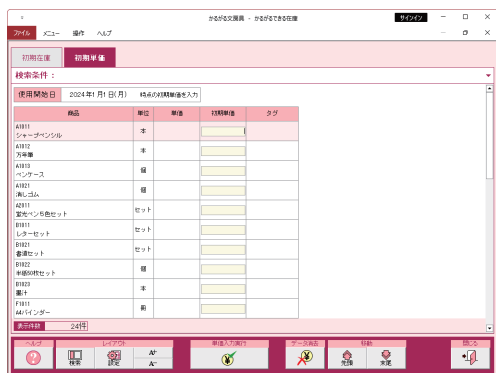 かるがる文房具 - かるがるできる在庫
サインイン
ファイル メニュー 操作 ヘルプ
初期在庫 初期単価
検索条件：
使用開始日 2024年1月1日(月) 時点の初期単価を入力
商品 単位 単価 初期単価 タグ
A1011
シャープペンシル 本
A1012
万年筆 本
A1013
ペンケース 個
A1021
消しゴム 個
A2011
蛍光ペン5色セット セット
B1011
レターセット セット
B1021
書道セット セット
B1022
半紙50枚セット 個
B1023
墨汁 本
F1011
A4バインダー 冊
表示件数 24件
ヘルプ レイアウト 単価入力実行 データ消去 移動 閉じる
検索 設定 A+ A- 先頭 末尾